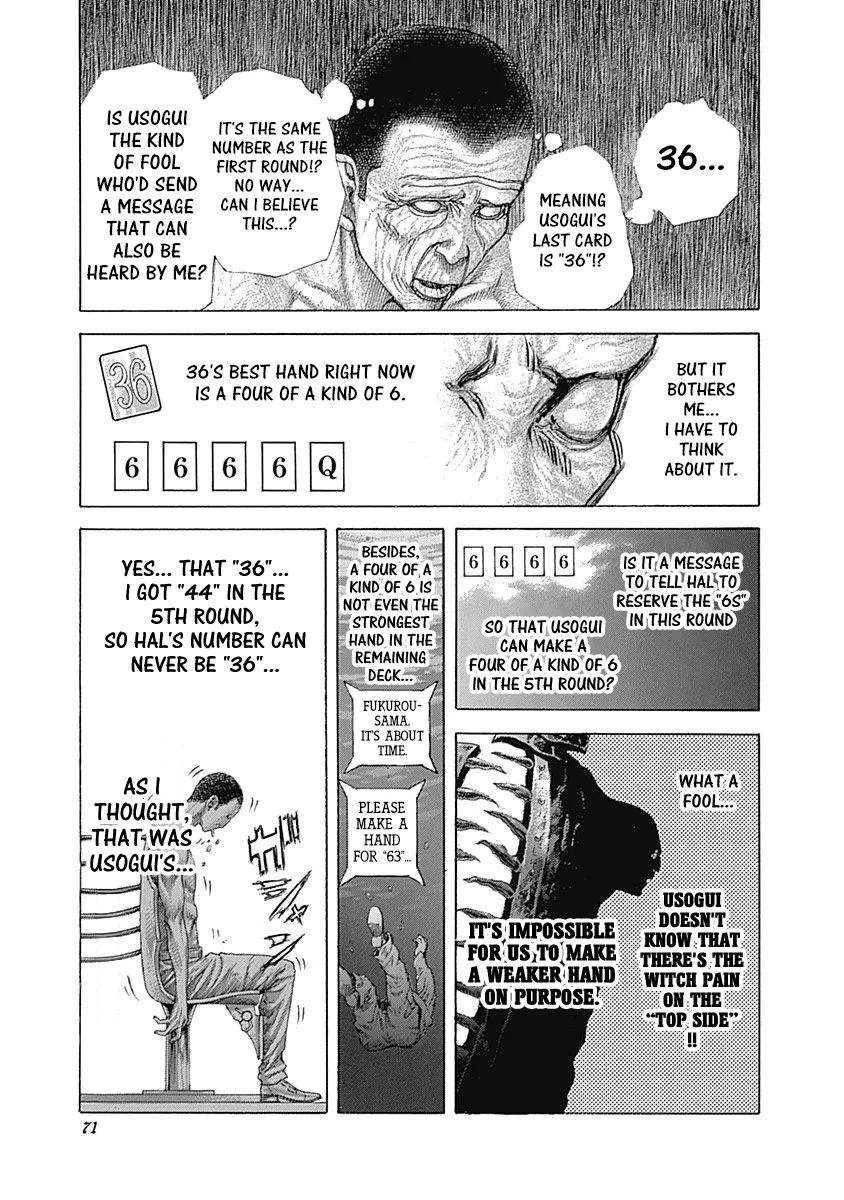 36...
MEANING
USOGUI'S
LAST CARD
IS "36"!?
IT'S THE SAME
NUMBER AS THE
FIRST ROUND!?
NO WAY...
CAN I BELIEVE
THIS...?
IS USOGUI
THE KIND
OF FOOL
WHO'D SEND
A MESSAGE
THAT CAN
ALSO BE
HEARD BY ME?
BUT IT
BOTHERS
ME...
I HAVE TO
THINK
ABOUT IT.
36
36'S BEST HAND RIGHT NOW
IS A FOUR OF A KIND OF 6.
6 6 6 6 Q
IS IT A MESSAGE
TO TELL HAL TO
RESERVE THE "6S"
IN THIS ROUND
6 6 6 6
SO THAT USOGUI
CAN MAKE A
FOUR OF A KIND OF 6
IN THE 5TH ROUND?
WHAT A
FOOL...
USOGUI
DOESN'T
KNOW THAT
THERE'S THE
WITCH PAIN
ON THE
“TOP SIDE”
!!
IT'S IMPOSSIBLE
FOR US TO MAKE
A WEAKER HAND
ON PURPOSE.
BESIDES,
A FOUR OF A
KIND OF 6 IS
NOT EVEN THE
STRONGEST
HAND IN THE
REMAINING
DECK...
FUKUROU-
SAMA,
IT'S ABOUT
TIME.
PLEASE
MAKE A
HAND
FOR “63”...
YES... THAT "36"...
I GOT "44" IN THE
5TH ROUND,
SO HAL'S NUMBER CAN
NEVER BE "36"...
AS I
THOUGHT,
THAT WAS
USOGUI'S...
71